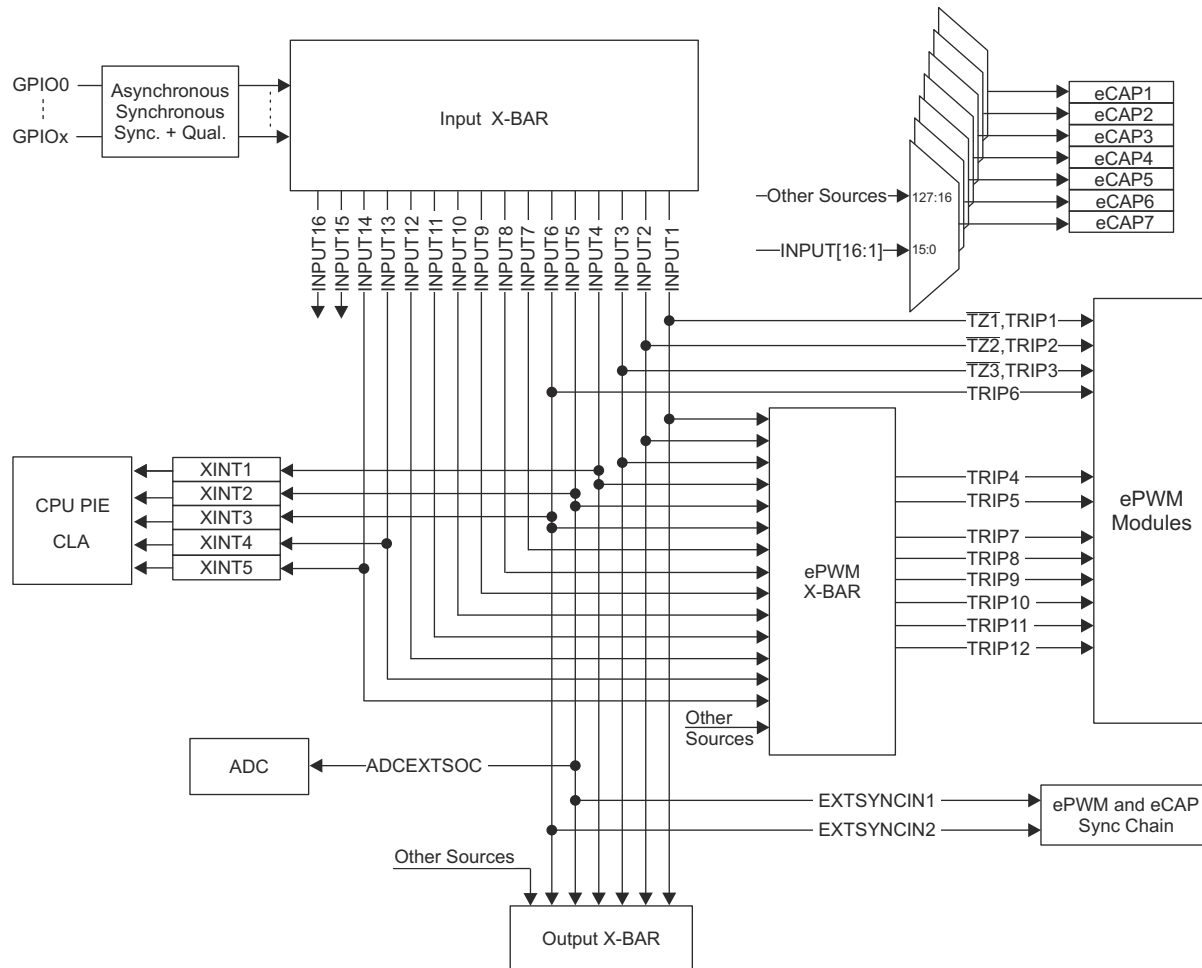 GPIO0
GPIOx
Asynchronous
Synchronous
Sync. + Qual.
Input X-BAR
INPUT16
INPUT15
INPUT14
INPUT13
INPUT12
INPUT11
INPUT10
INPUT9
INPUT8
INPUT7
INPUT6
INPUT5
INPUT4
INPUT3
INPUT2
INPUT1
Other Sources
127:16
INPUT[16:1]
15:0
eCAP1
eCAP2
eCAP3
eCAP4
eCAP5
eCAP6
eCAP7
TZ1,TRIP1
TZ2,TRIP2
TZ3,TRIP3
TRIP6
CPU PIE
CLA
XINT1
XINT2
XINT3
XINT4
XINT5
ePWM
X-BAR
Other
Sources
TRIP4
TRIP5
TRIP7
TRIP8
TRIP9
TRIP10
TRIP11
TRIP12
ePWM
Modules
ADC
ADCEXTSOC
EXTSYNCIN1
EXTSYNCIN2
ePWM and eCAP
Sync Chain
Other Sources
Output X-BAR